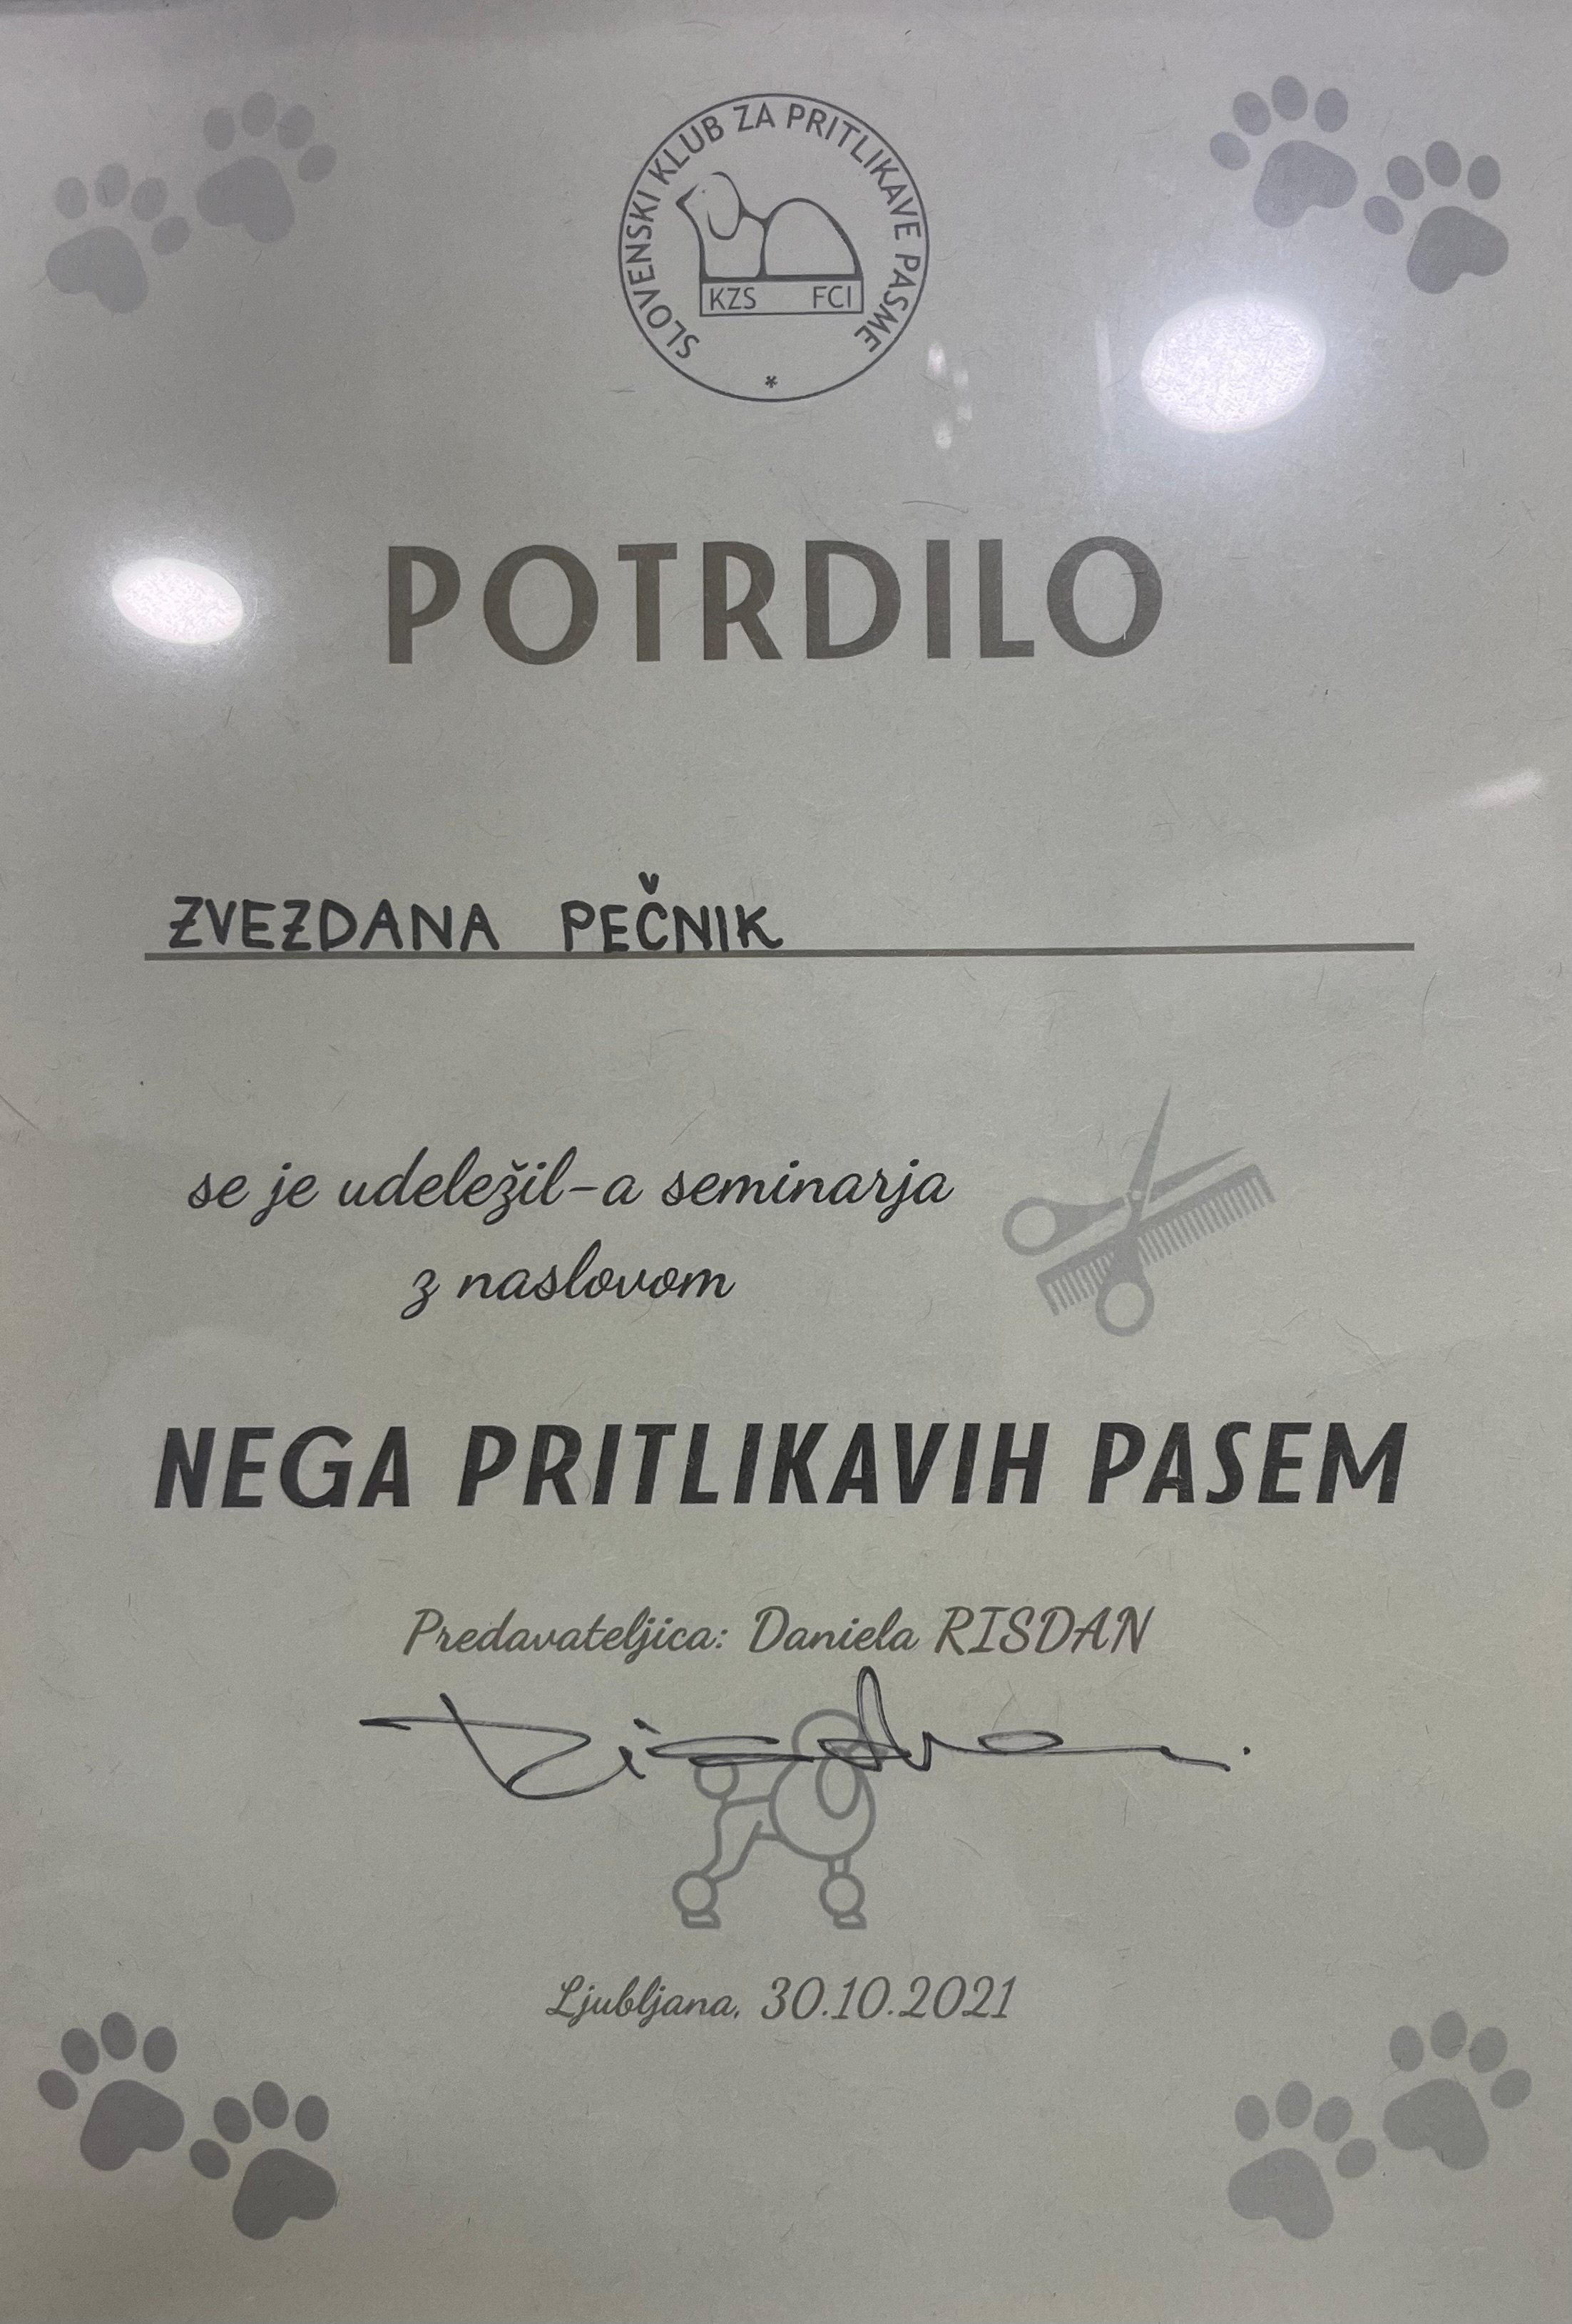 SLOVENSKI KLUB ZA PRITLIKAVE PASME
KZS FCI
*
POTRDILO
ZVEZDANA PEČNIK
se je udeležil-a seminarja
z naslovom
NEGA PRITLIKAVIH PASEM
Predavateljica: Daniela RISDAN
Ljubljana, 30.10.2021